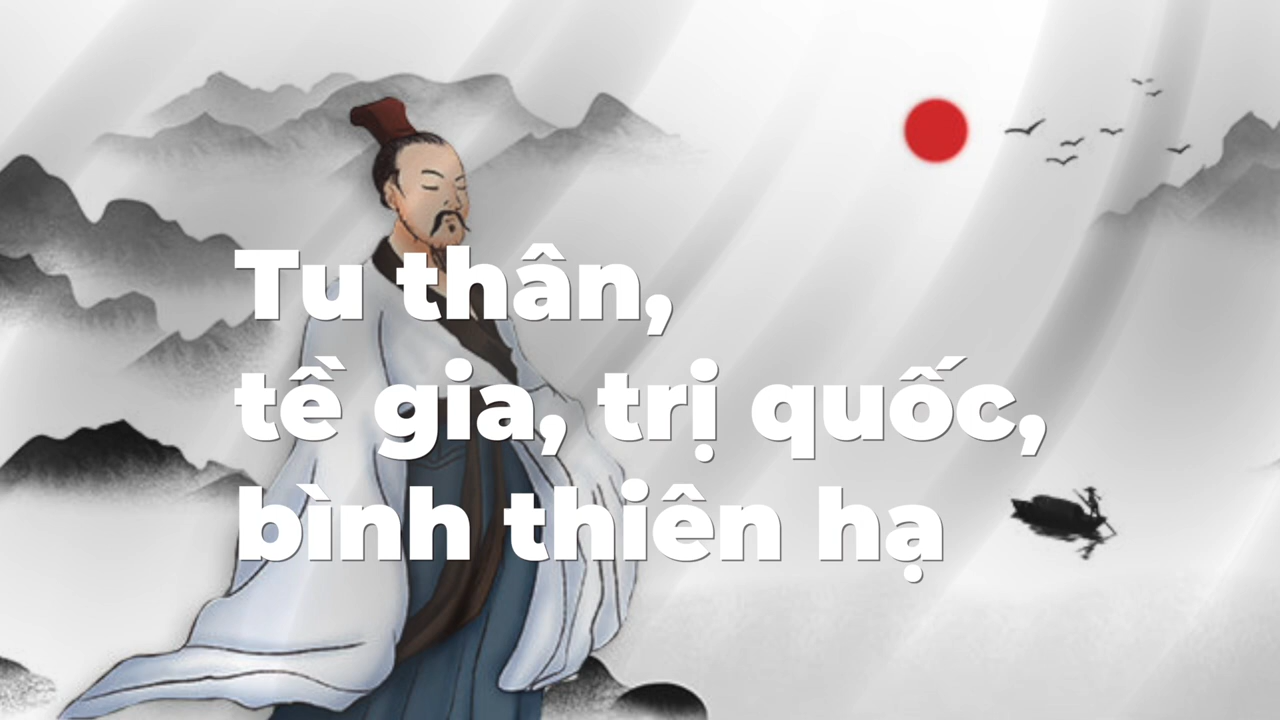 Tu thân,
tề gia, trị quốc,
bình thiên hạ